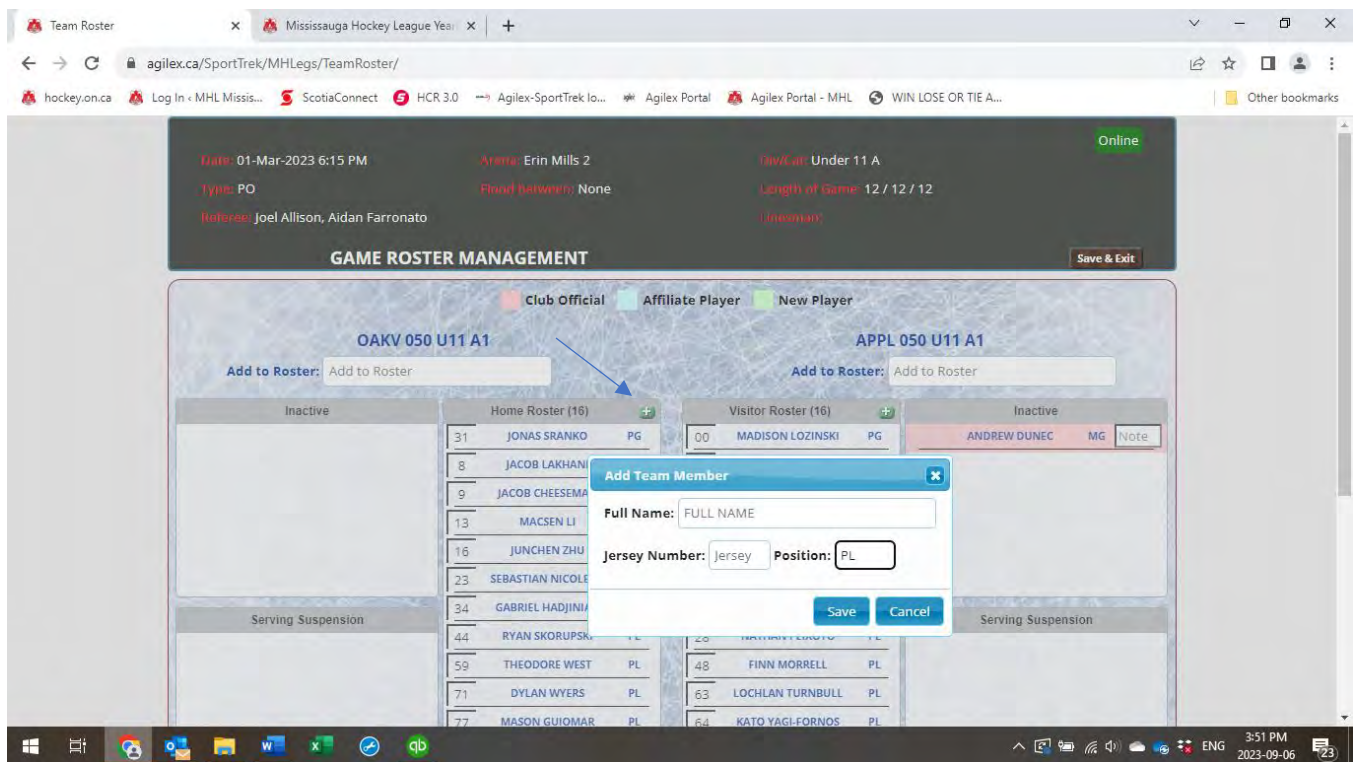 Team Roster
Mississauga Hockey League Year
agilex.ca/SportTrek/MHLegs/TeamRoster/
hockey.on.ca Log In ‹ MHL Missis... ScotiaConnect HCR 3.0 Agilex-SportTrek lo... Agilex Portal Agilex Portal - MHL WIN LOSE OR TIE A... Other bookmarks
Online
Date: 01-Mar-2023 6:15 PM Arena: Erin Mills 2 Div/Cat: Under 11 A
Type: PO Flood between: None Length of Game: 12 / 12 / 12
Referee: Joel Allison, Aidan Farronato Linesman:
GAME ROSTER MANAGEMENT Save & Exit
Club Official Affiliate Player New Player
OAKV 050 U11 A1 APPL 050 U11 A1
Add to Roster: Add to Roster Add to Roster: Add to Roster
Inactive Home Roster (16) Visitor Roster (16) Inactive
31 JONAS SRANKO PG 00 MADISON LOZINSKI PG ANDREW DUNEC MG Note
8 JACOB LAKHANI
Add Team Member
9 JACOB CHEESEMA
Full Name: FULL NAME
13 MACSEN LI
16 JUNCHEN ZHU
Jersey Number: Jersey Position: PL
23 SEBASTIAN NICOLE
34 GABRIEL HADJINIA
Save Cancel
Serving Suspension Serving Suspension
44 RYAN SKORUPSK
59 THEODORE WEST PL 48 FINN MORRELL PL
71 DYLAN WYERS PL 63 LOCHLAN TURNBULL PL
77 MASON GUIOMAR PL 64 KATO YAGI-FORNOS PL
ENG 3:51 PM
2023-09-06 23